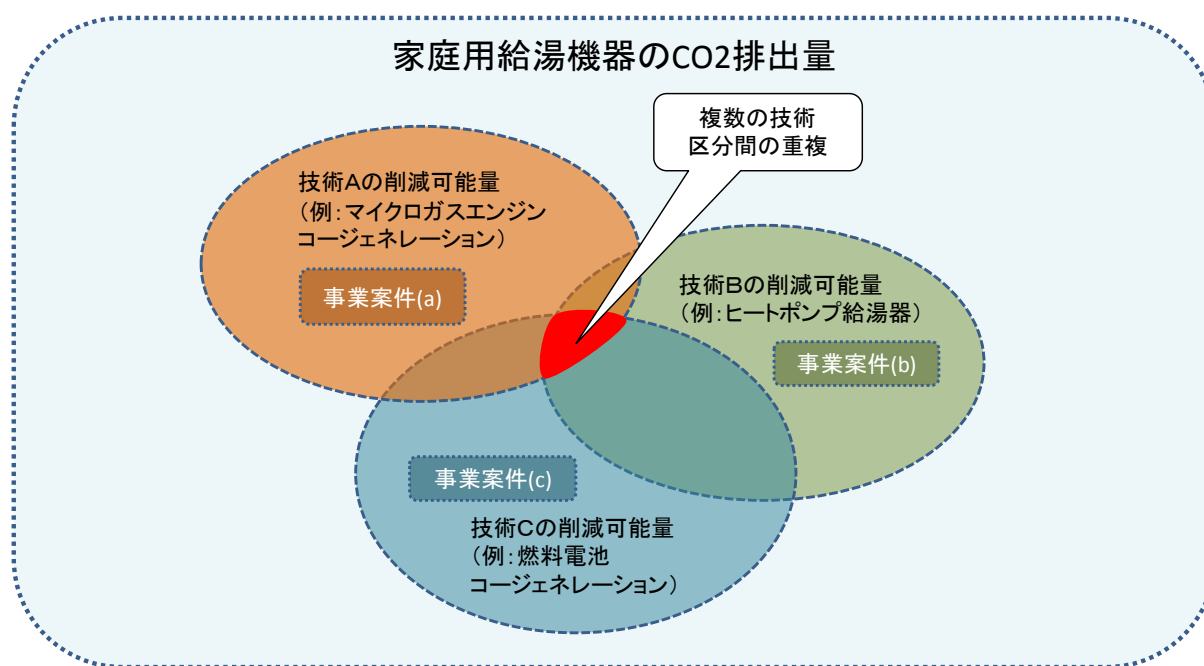 家庭用給湯機器のCO2排出量
複数の技術
区分間の重複
技術Aの削減可能量
（例：マイクロガスエンジン
コージェネレーション）
事業案件(a)
技術Bの削減可能量
（例：ヒートポンプ給湯器）
事業案件(b)
事業案件(c)
技術Cの削減可能量
（例：燃料電池
コージェネレーション）